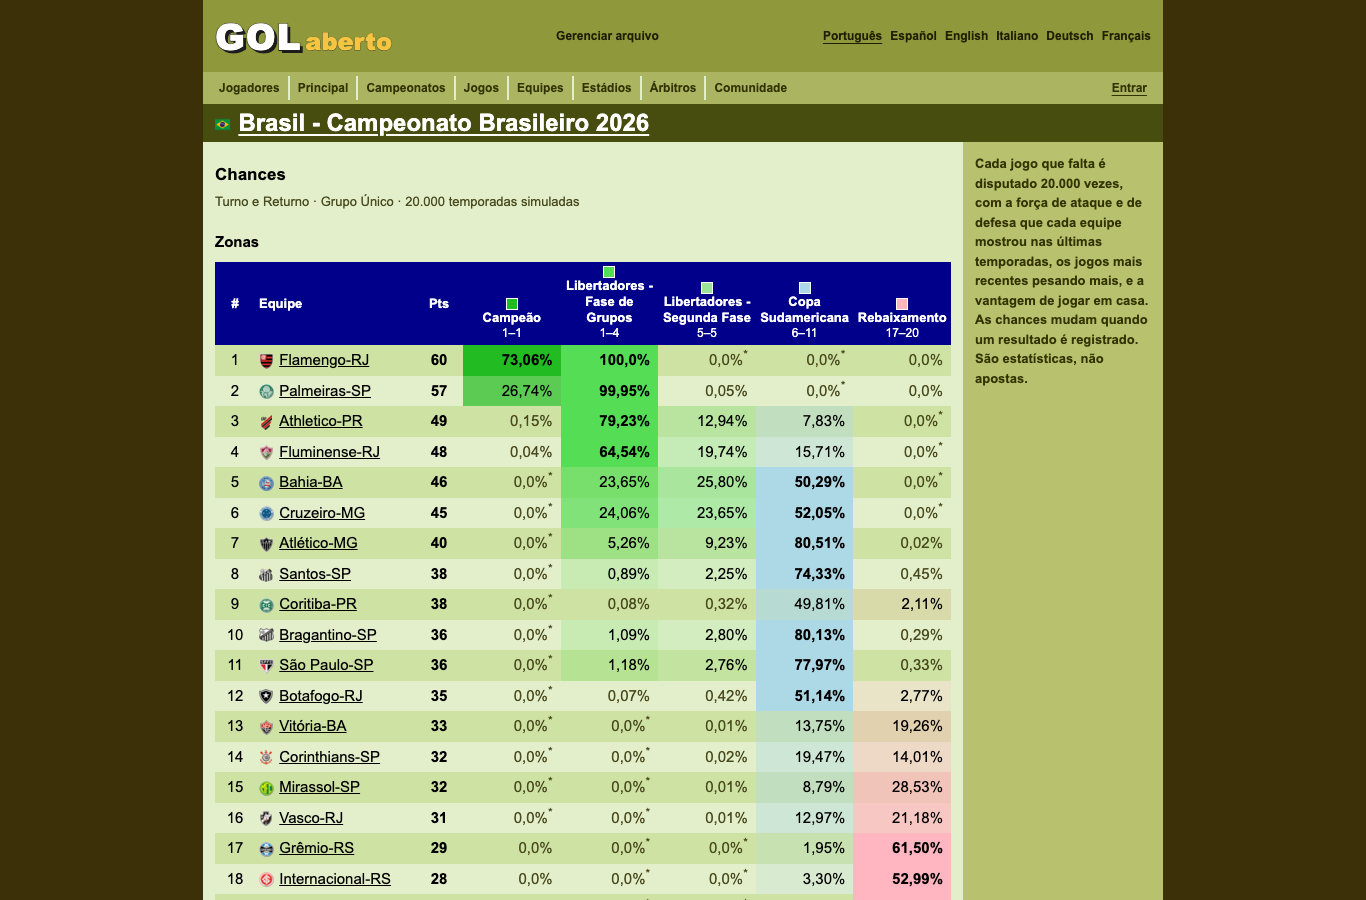 GOL aberto
Gerenciar arquivo
Português Español English Italiano Deutsch Français
Jogadores Principal Campeonatos Jogos Equipes Estádios Árbitros Comunidade
Entrar
Brasil - Campeonato Brasileiro 2026
Chances
Turno e Returno · Grupo Único · 20.000 temporadas simuladas
Zonas
# Equipe Pts Campeão 1–1 Libertadores - Fase de Grupos 1–4 Libertadores - Segunda Fase 5–5 Copa Sudamericana 6–11 Rebaixamento 17–20
1 Flamengo-RJ 60 73,06% 100,0% 0,0%* 0,0%* 0,0%
2 Palmeiras-SP 57 26,74% 99,95% 0,05% 0,0%* 0,0%
3 Athletico-PR 49 0,15% 79,23% 12,94% 7,83% 0,0%*
4 Fluminense-RJ 48 0,04% 64,54% 19,74% 15,71% 0,0%*
5 Bahia-BA 46 0,0%* 23,65% 25,80% 50,29% 0,0%*
6 Cruzeiro-MG 45 0,0%* 24,06% 23,65% 52,05% 0,0%*
7 Atlético-MG 40 0,0%* 5,26% 9,23% 80,51% 0,02%
8 Santos-SP 38 0,0%* 0,89% 2,25% 74,33% 0,45%
9 Coritiba-PR 38 0,0%* 0,08% 0,32% 49,81% 2,11%
10 Bragantino-SP 36 0,0%* 1,09% 2,80% 80,13% 0,29%
11 São Paulo-SP 36 0,0%* 1,18% 2,76% 77,97% 0,33%
12 Botafogo-RJ 35 0,0%* 0,07% 0,42% 51,14% 2,77%
13 Vitória-BA 33 0,0%* 0,0%* 0,01% 13,75% 19,26%
14 Corinthians-SP 32 0,0%* 0,0%* 0,02% 19,47% 14,01%
15 Mirassol-SP 32 0,0%* 0,0%* 0,01% 8,79% 28,53%
16 Vasco-RJ 31 0,0%* 0,0%* 0,01% 12,97% 21,18%
17 Grêmio-RS 29 0,0% 0,0%* 0,0%* 1,95% 61,50%
18 Internacional-RS 28 0,0% 0,0%* 0,0%* 3,30% 52,99%
Cada jogo que falta é
disputado 20.000 vezes,
com a força de ataque e de
defesa que cada equipe
mostrou nas últimas
temporadas, os jogos mais
recentes pesando mais, e a
vantagem de jogar em casa.
As chances mudam quando
um resultado é registrado.
São estatísticas, não
apostas.